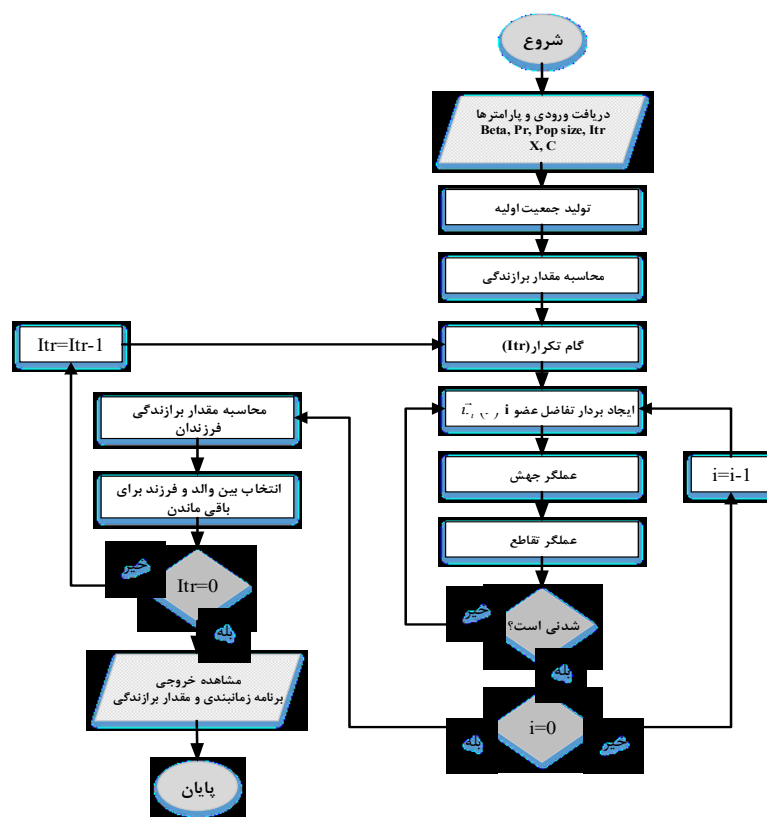 شروع
دریافت ورودی و پارامترها
Beta, Pr, Pop size, Itr
X, C
تولید جمعیت اولیه
محاسبه مقدار برازندگی
گام تکرار(Itr)
ایجاد بردار تفاضل عضو i
عملگر جهش
عملگر تقاطع
شدنی است؟
خیر
بله
i=0
خیر
بله
i=i-1
محاسبه مقدار برازندگی
فرزندان
انتخاب بین والد و فرزند برای
باقی ماندن
Itr=0
خیر
بله
Itr=Itr-1
مشاهده خروجی
برنامه زمانبندی و مقدار برازندگی
پایان